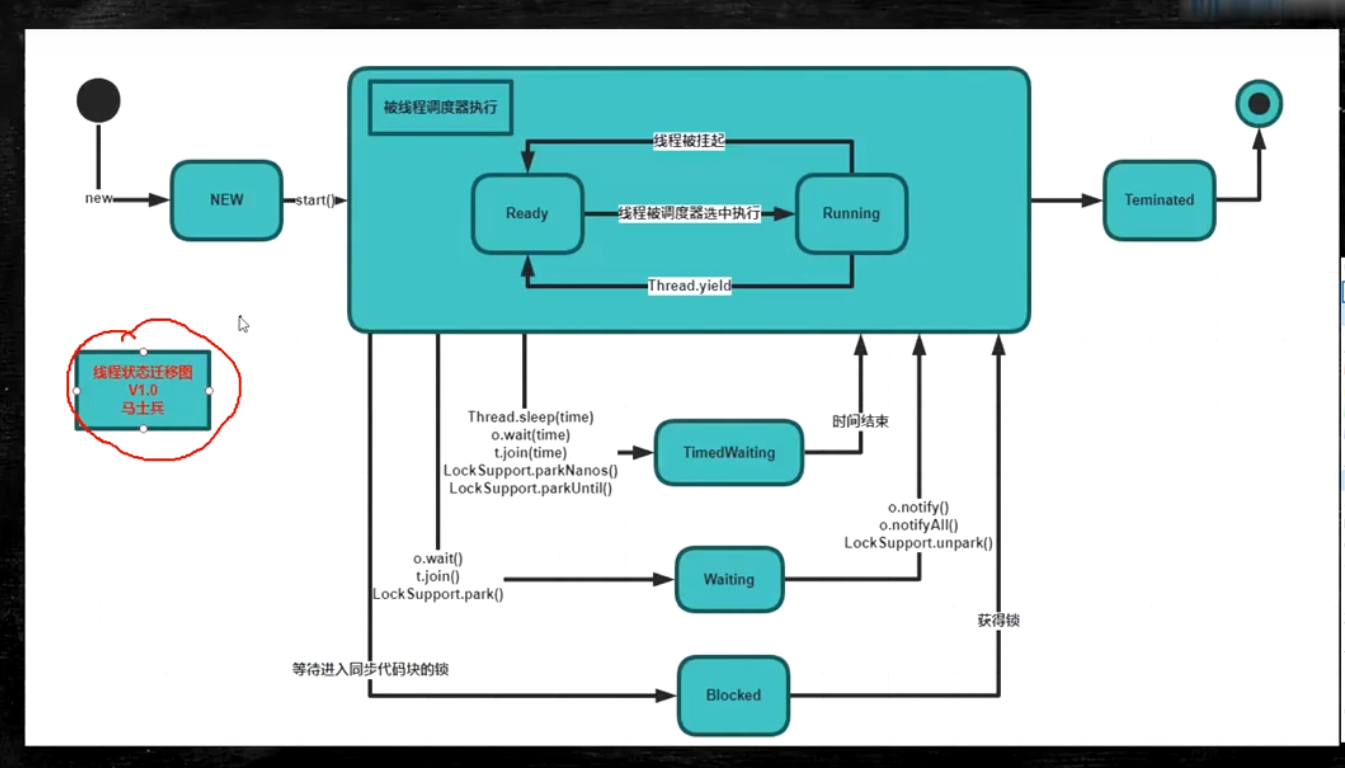 被线程调度器执行
线程被挂起
new
NEW
start()
Ready
线程被调度器选中执行
Running
Teminated
Thread.yield
线程状态迁移图
V1.0
马士兵
Thread.sleep(time)
o.wait(time)
t.join(time)
LockSupport.parkNanos()
LockSupport.parkUntil()
TimedWaiting
时间结束
o.notify()
o.notifyAll()
LockSupport.unpark()
o.wait()
t.join()
LockSupport.park()
Waiting
获得锁
等待进入同步代码块的锁
Blocked